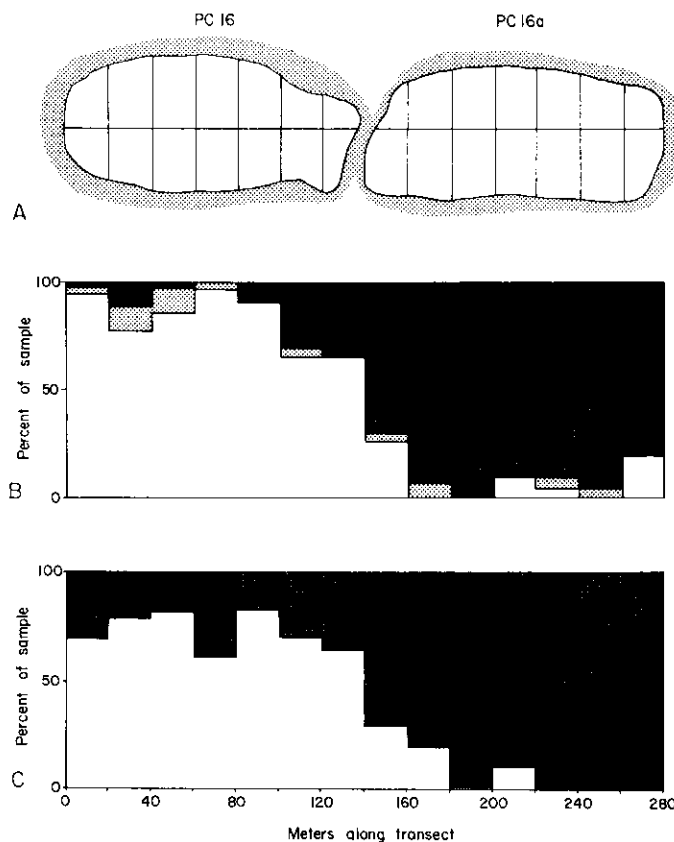 PC 16 PC 16a
A
100
50
0
Percent of sample
B
100
50
0
Percent of sample
C
0 40 80 120 160 200 240 280
Meters along transect